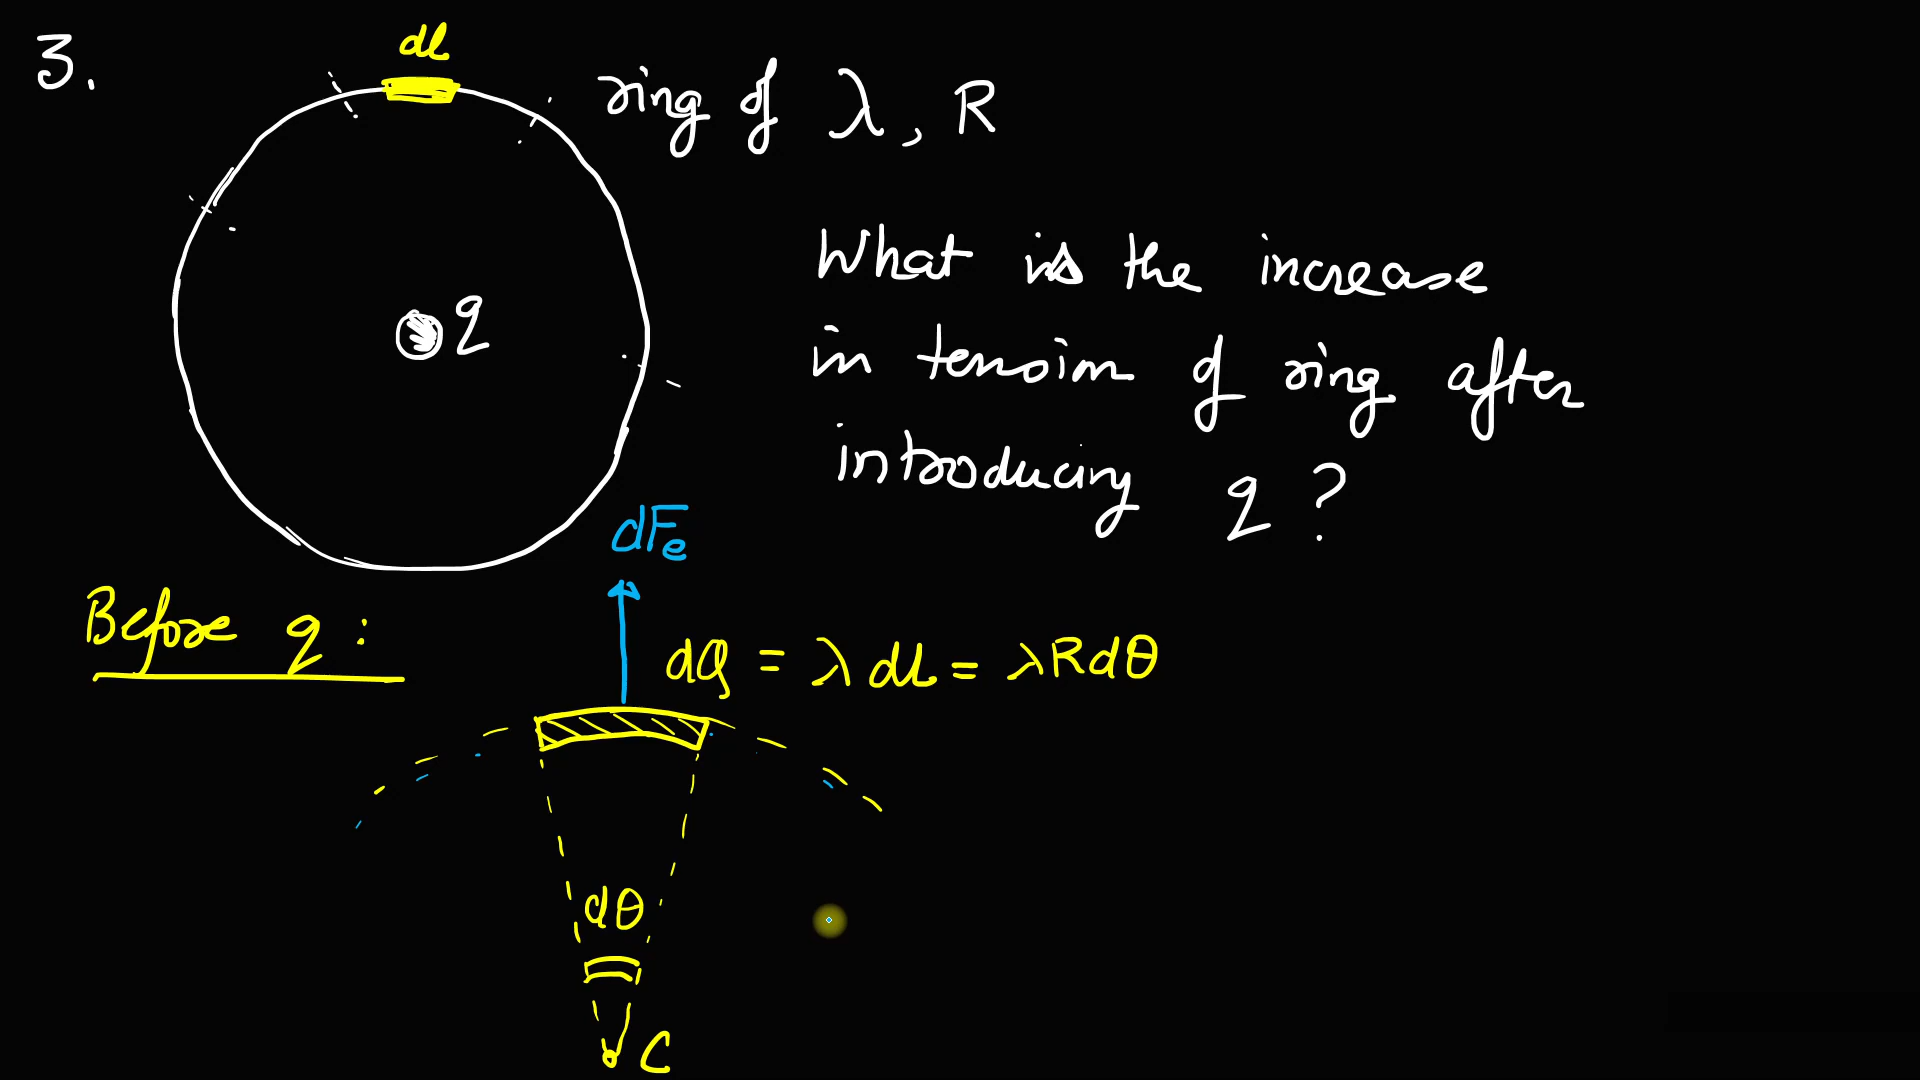 3.
dl
ring of λ, R
q
What is the increase
in tension of ring after
introducing q ?
dFe
Before q :
dQ = λ dl = λRdθ
dθ
C